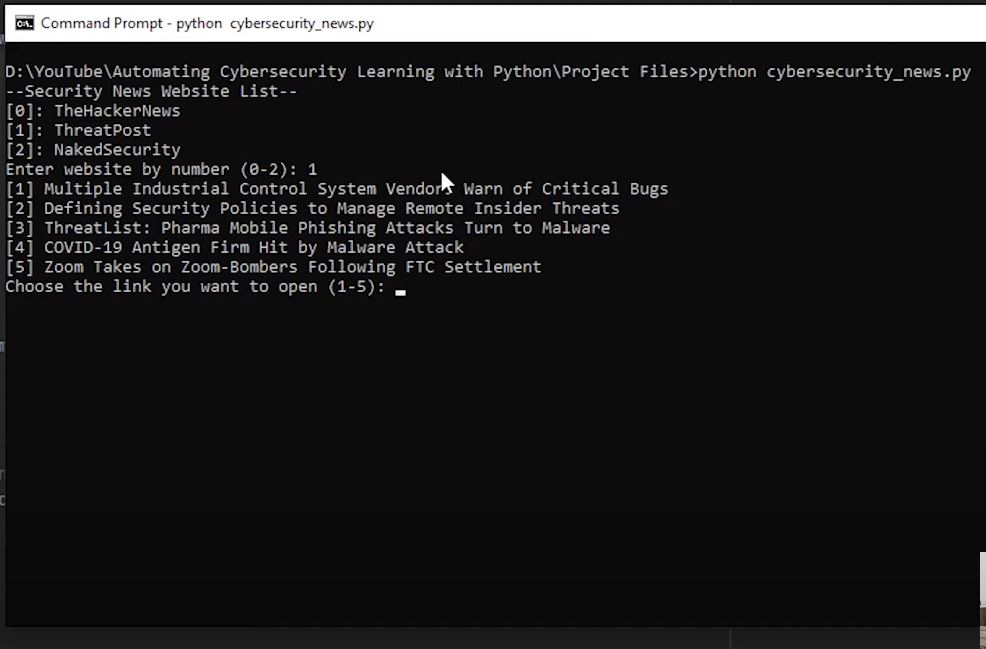 Command Prompt - python  cybersecurity_news.py
D:\YouTube\Automating Cybersecurity Learning with Python\Project Files>python cybersecurity_news.py
--Security News Website List--
[0]: TheHackerNews
[1]: ThreatPost
[2]: NakedSecurity
Enter website by number (0-2): 1
[1] Multiple Industrial Control System Vendors Warn of Critical Bugs
[2] Defining Security Policies to Manage Remote Insider Threats
[3] ThreatList: Pharma Mobile Phishing Attacks Turn to Malware
[4] COVID-19 Antigen Firm Hit by Malware Attack
[5] Zoom Takes on Zoom-Bombers Following FTC Settlement
Choose the link you want to open (1-5):